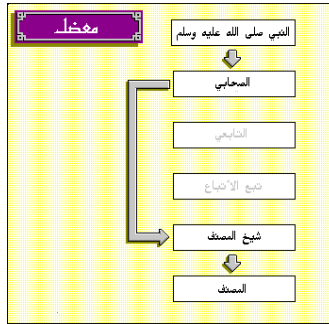 معضل
النبي صلى الله عليه وسلم
الصحابي
التابعي
تبع الأتباع
شيخ المصنف
المصنف